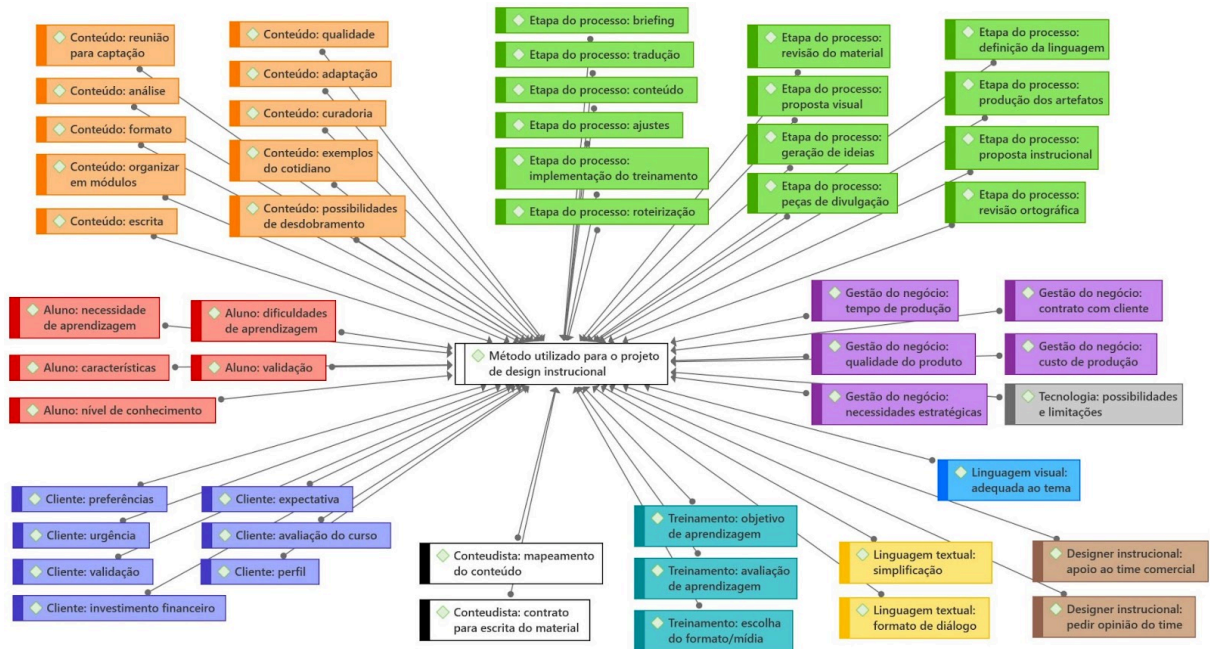 Conteúdo: reunião
para captação
Conteúdo: análise
Conteúdo: formato
Conteúdo: organizar
em módulos
Conteúdo: escrita
Conteúdo: qualidade
Conteúdo: adaptação
Conteúdo: curadoria
Conteúdo: exemplos
do cotidiano
Conteúdo: possibilidades
de desdobramento
Etapa do processo: briefing
Etapa do processo: tradução
Etapa do processo: conteúdo
Etapa do processo: ajustes
Etapa do processo:
implementação do treinamento
Etapa do processo: roteirização
Etapa do processo:
revisão do material
Etapa do processo:
proposta visual
Etapa do processo:
geração de ideias
Etapa do processo:
peças de divulgação
Etapa do processo:
definição da linguagem
Etapa do processo:
produção dos artefatos
Etapa do processo:
proposta instrucional
Etapa do processo:
revisão ortográfica
Aluno: necessidade
de aprendizagem
Aluno: dificuldades
de aprendizagem
Aluno: características
Aluno: validação
Aluno: nível de conhecimento
Método utilizado para o projeto
de design instrucional
Gestão do negócio:
tempo de produção
Gestão do negócio:
contrato com cliente
Gestão do negócio:
qualidade do produto
Gestão do negócio:
custo de produção
Gestão do negócio:
necessidades estratégicas
Tecnologia: possibilidades
e limitações
Cliente: preferências
Cliente: expectativa
Cliente: urgência
Cliente: avaliação do curso
Cliente: validação
Cliente: perfil
Cliente: investimento financeiro
Conteudista: mapeamento
do conteúdo
Conteudista: contrato
para escrita do material
Treinamento: objetivo
de aprendizagem
Treinamento: avaliação
de aprendizagem
Treinamento: escolha
do formato/mídia
Linguagem visual:
adequada ao tema
Linguagem textual:
simplificação
Linguagem textual:
formato de diálogo
Designer instrucional:
apoio ao time comercial
Designer instrucional:
pedir opinião do time